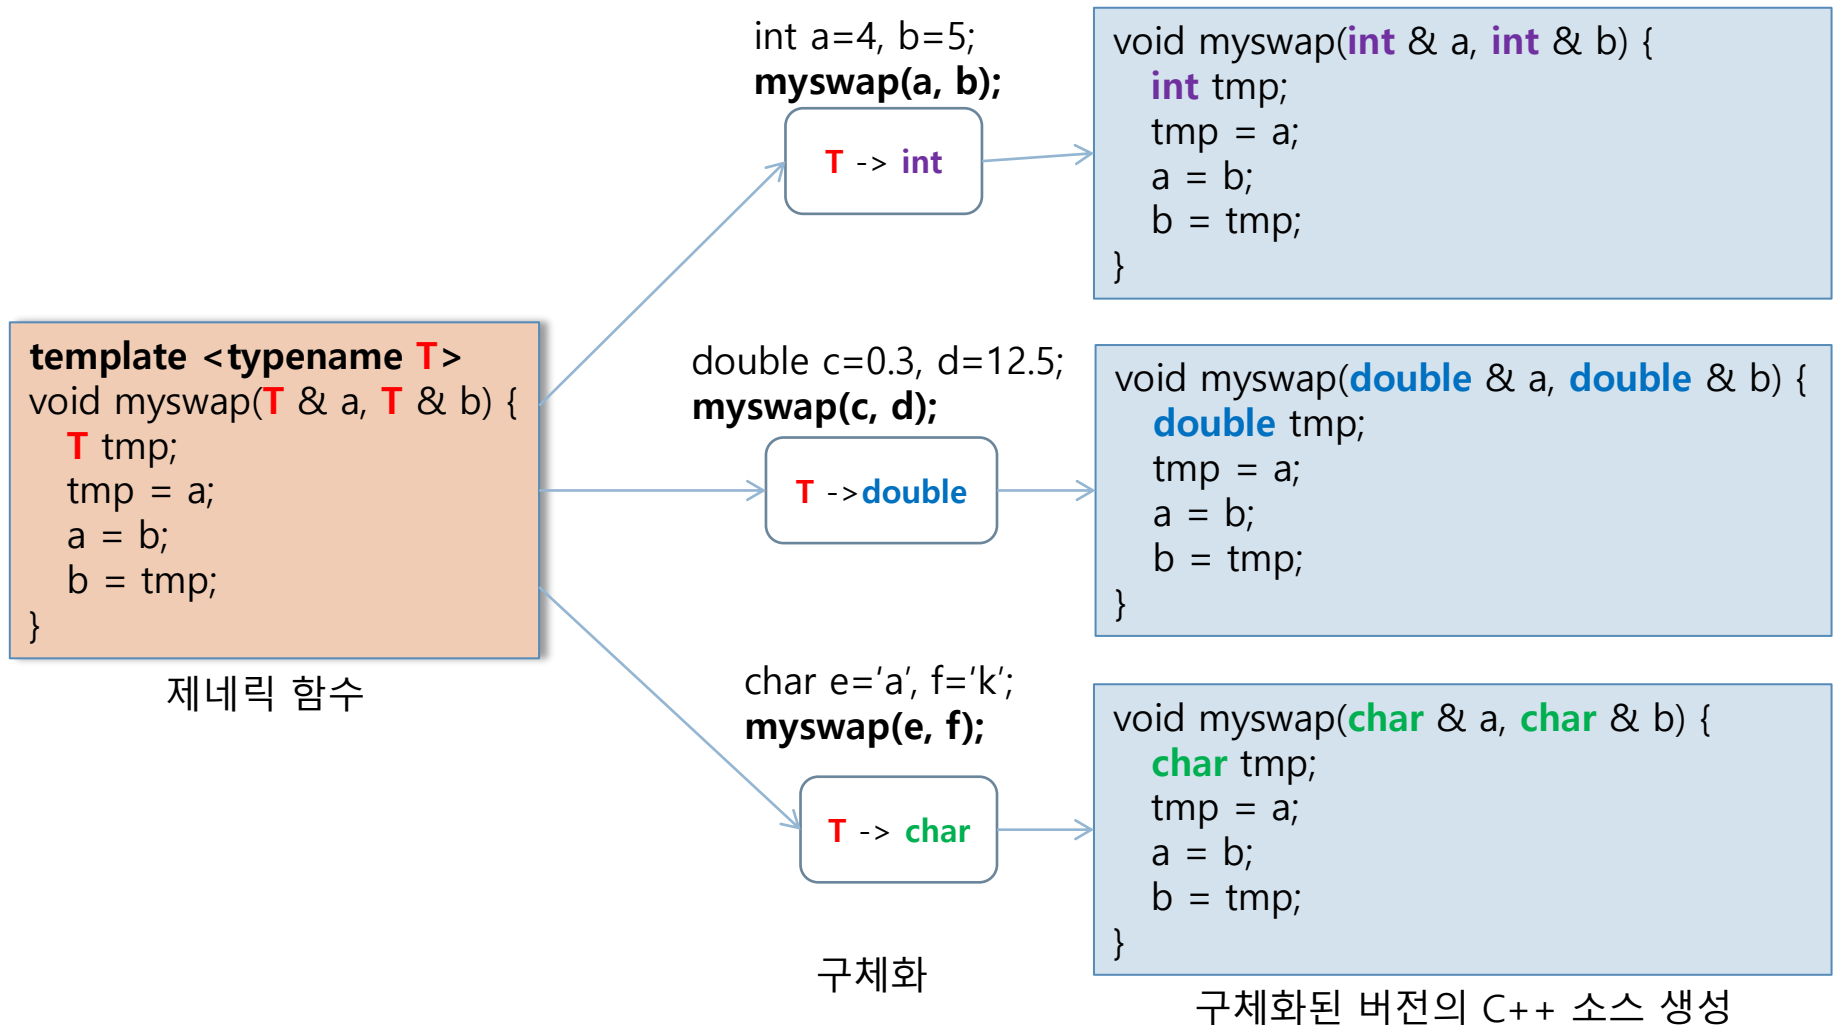 template <typename T>
void myswap(T & a, T & b) {
T tmp;
tmp = a;
a = b;
b = tmp;
}
제네릭 함수
int a=4, b=5;
myswap(a, b);
T -> int
double c=0.3, d=12.5;
myswap(c, d);
T ->double
char e=‘a’, f=‘k’;
myswap(e, f);
T -> char
구체화
void myswap(int & a, int & b) {
int tmp;
tmp = a;
a = b;
b = tmp;
}
void myswap(double & a, double & b) {
double tmp;
tmp = a;
a = b;
b = tmp;
}
void myswap(char & a, char & b) {
char tmp;
tmp = a;
a = b;
b = tmp;
}
구체화된 버전의 C++ 소스 생성